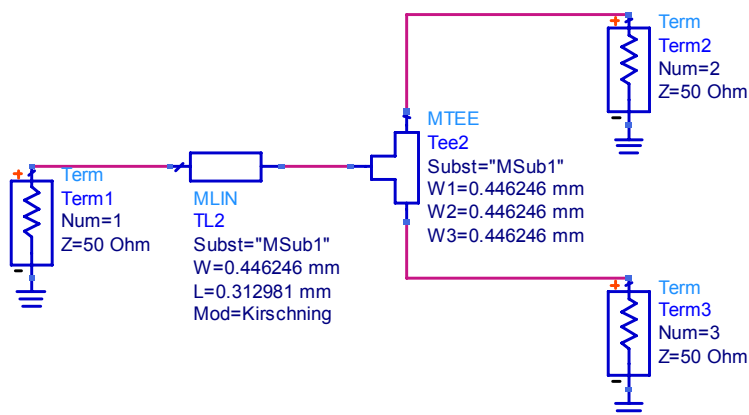 Term
Term1
Num=1
Z=50 Ohm
MLIN
TL2
Subst="MSub1"
W=0.446246 mm
L=0.312981 mm
Mod=Kirschning
MTEE
Tee2
Subst="MSub1"
W1=0.446246 mm
W2=0.446246 mm
W3=0.446246 mm
Term
Term2
Num=2
Z=50 Ohm
Term
Term3
Num=3
Z=50 Ohm